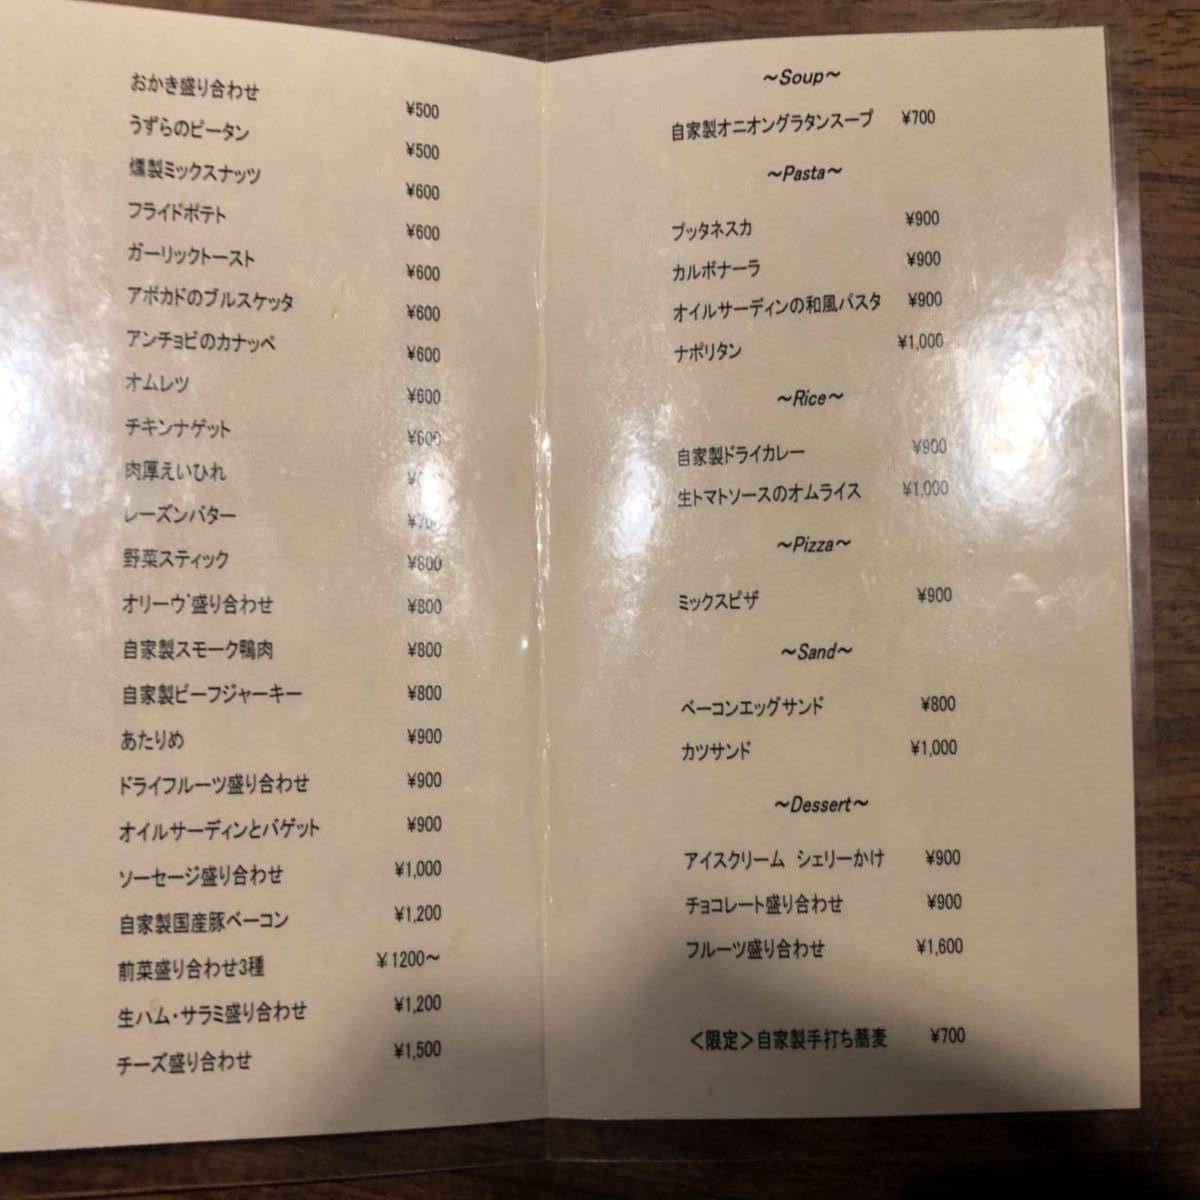 おかき盛り合わせ ¥500
うずらのピータン ¥500
燻製ミックスナッツ ¥600
フライドポテト ¥600
ガーリックトースト ¥600
アボカドのブルスケッタ ¥600
アンチョビのカナッペ ¥600
オムレツ ¥600
チキンナゲット ¥600
肉厚えいひれ
レーズンバター ¥700
野菜スティック ¥800
オリーヴ盛り合わせ ¥800
自家製スモーク鴨肉 ¥800
自家製ビーフジャーキー ¥800
あたりめ ¥900
ドライフルーツ盛り合わせ ¥900
オイルサーディンとバゲット ¥900
ソーセージ盛り合わせ ¥1,000
自家製国産豚ベーコン ¥1,200
前菜盛り合わせ3種 ¥1200～
生ハム・サラミ盛り合わせ ¥1,200
チーズ盛り合わせ ¥1,500
～Soup～
自家製オニオングラタンスープ ¥700
～Pasta～
プッタネスカ ¥900
カルボナーラ ¥900
オイルサーディンの和風パスタ ¥900
ナポリタン ¥1,000
～Rice～
自家製ドライカレー ¥900
生トマトソースのオムライス ¥1,000
～Pizza～
ミックスピザ ¥900
～Sand～
ベーコンエッグサンド ¥800
カツサンド ¥1,000
～Dessert～
アイスクリーム シェリーかけ ¥900
チョコレート盛り合わせ ¥900
フルーツ盛り合わせ ¥1,600
＜限定＞自家製手打ち蕎麦 ¥700